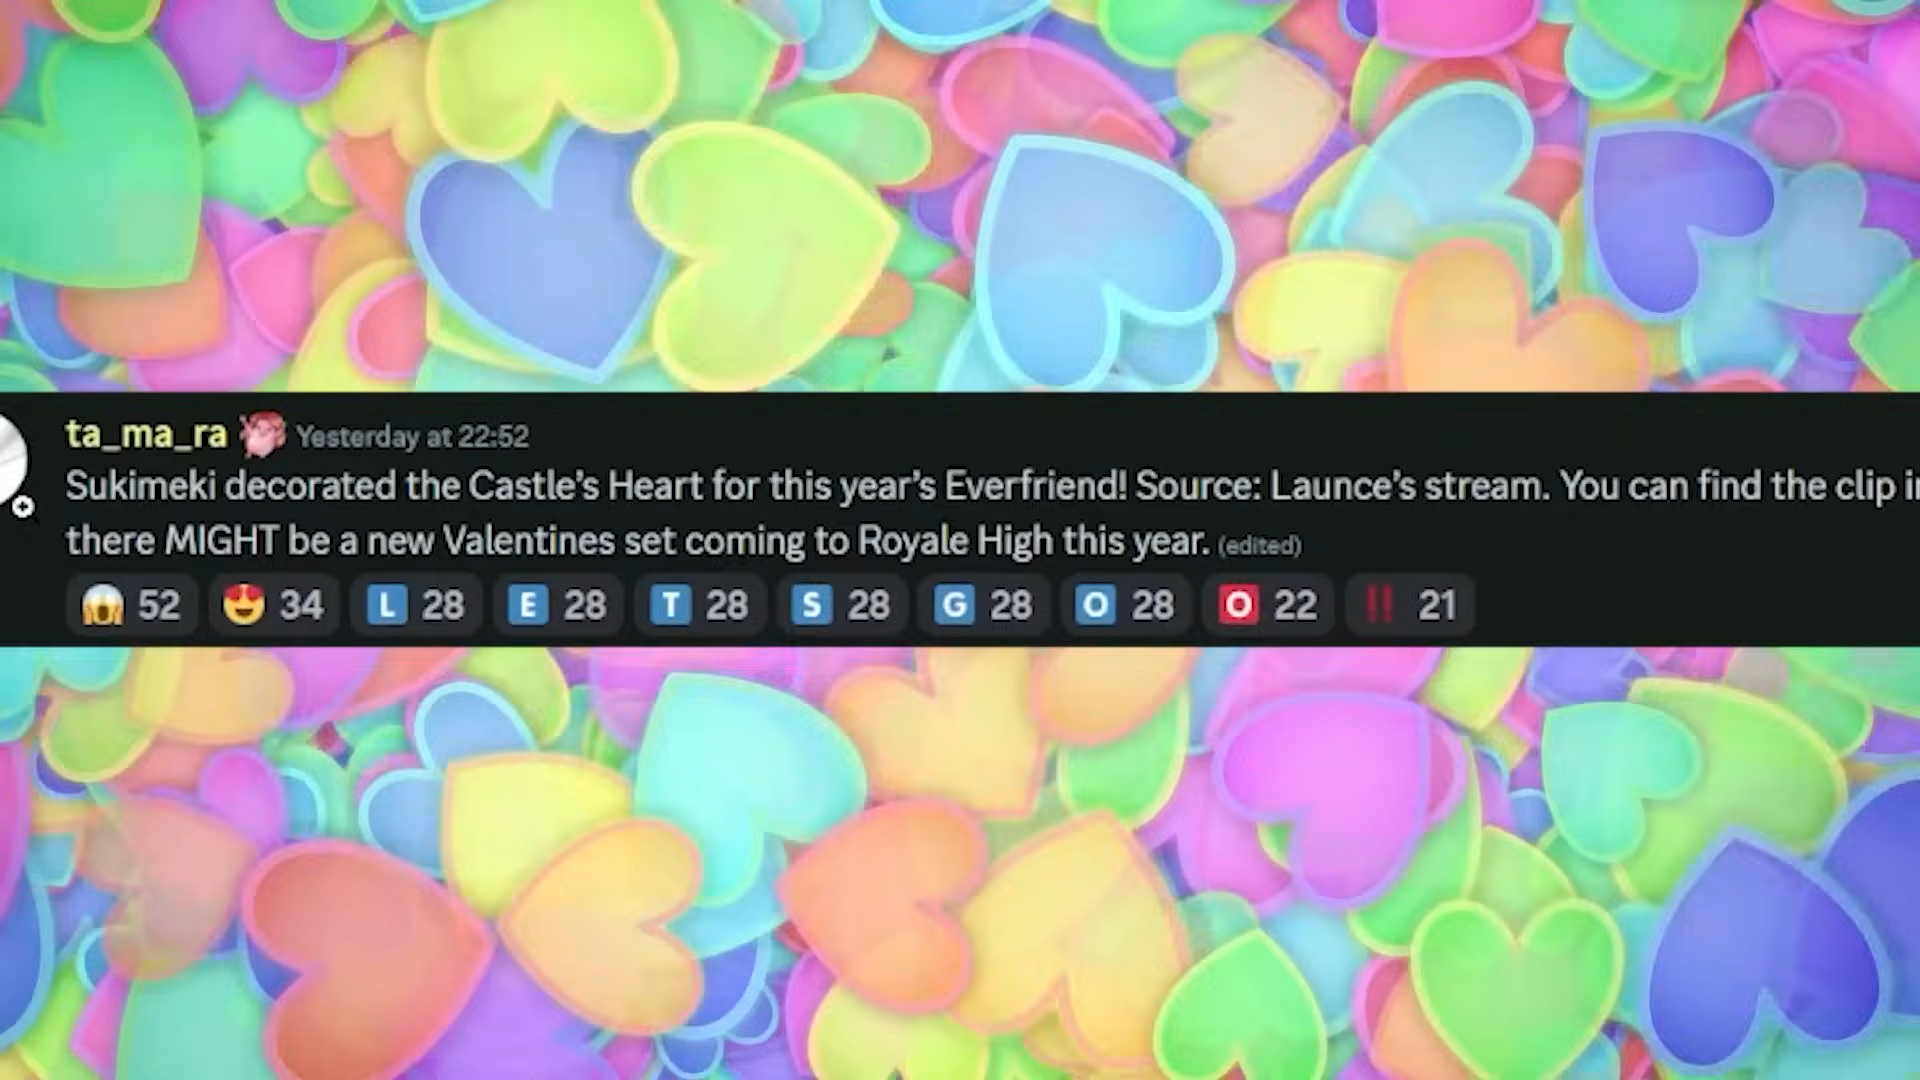 ta_ma_ra Yesterday at 22:52
Sukimeki decorated the Castle’s Heart for this year’s Everfriend! Source: Launce’s stream. You can find the clip
there MIGHT be a new Valentines set coming to Royale High this year. (edited)
52 34 L 28 E 28 T 28 S 28 G 28 O 28 O 22 !! 21